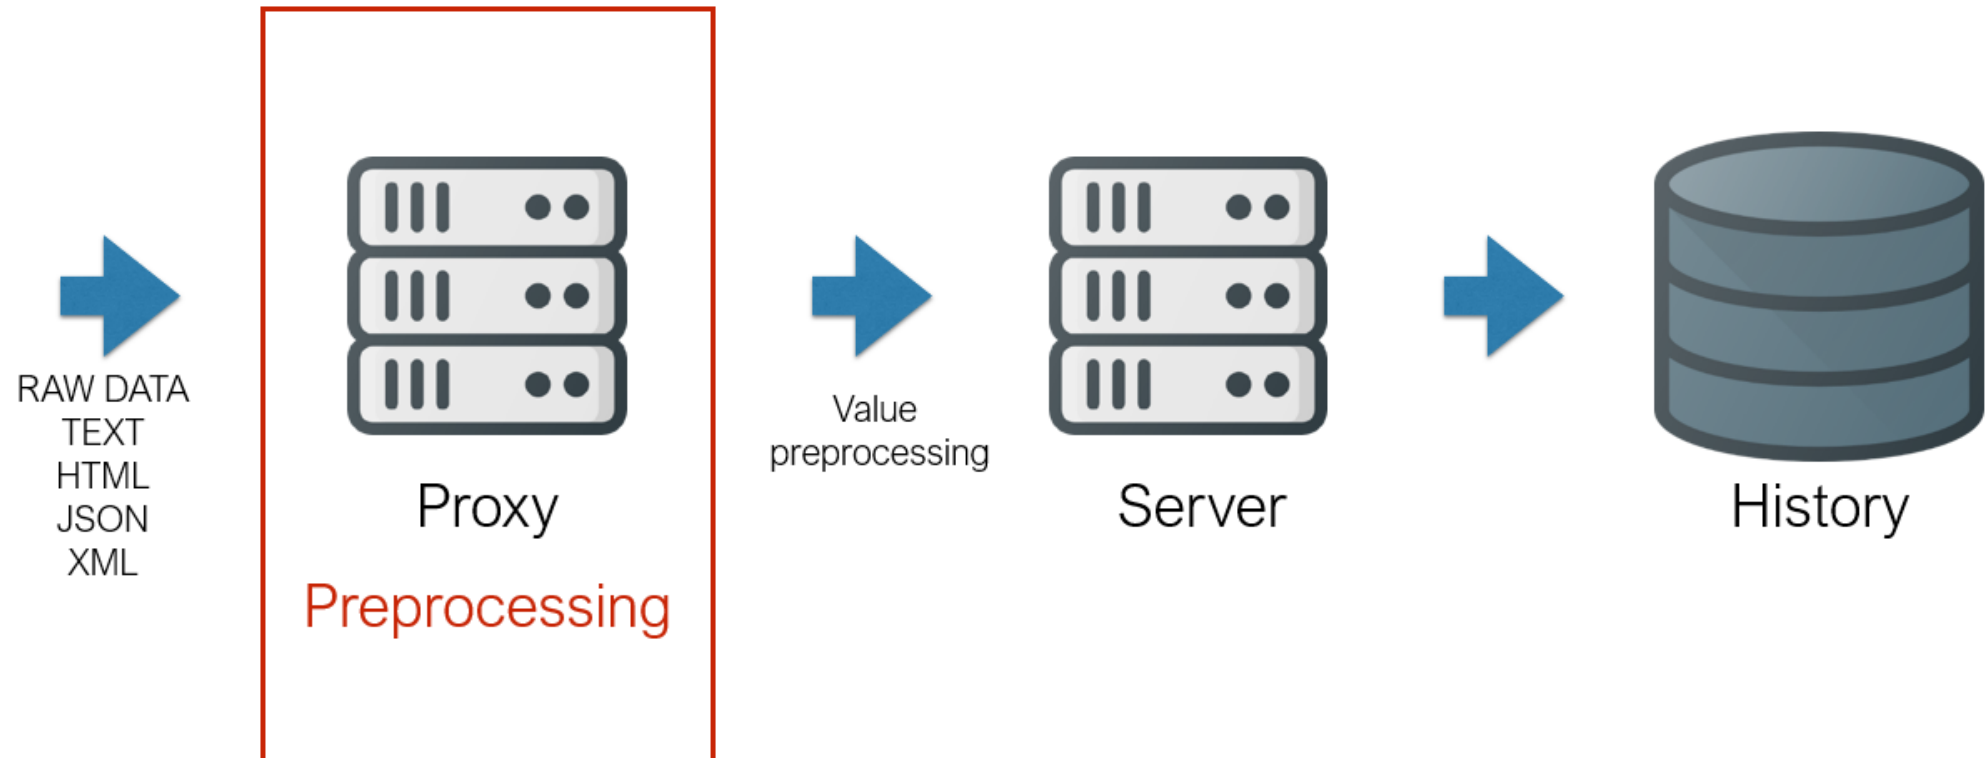 RAW DATA
TEXT
HTML
JSON
XML
Proxy
Preprocessing
Value
preprocessing
Server
History